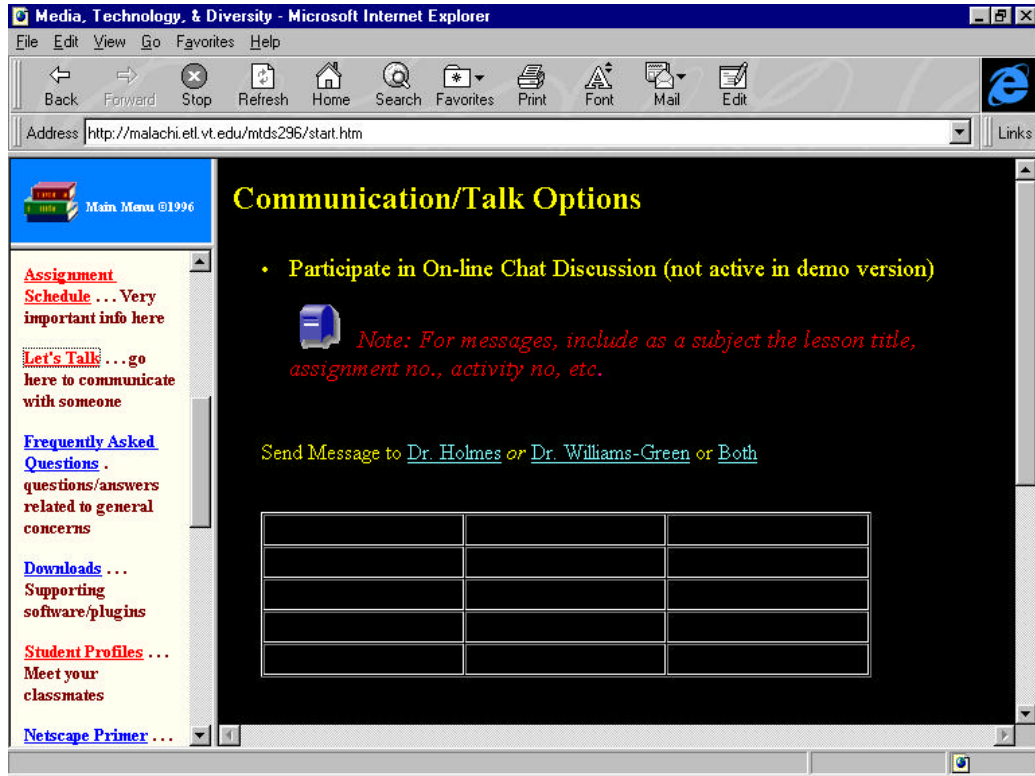 Media, Technology, & Diversity - Microsoft Internet Explorer
File Edit View Go Favorites Help
Back Forward Stop Refresh Home Search Favorites Print Font Mail Edit
Address http://malachi.etl.vt.edu/mtds296/start.htm Links
Main Menu ©1996
Assignment
Schedule ... Very
important info here
Let's Talk ... go
here to communicate
with someone
Frequently Asked
Questions .
questions/answers
related to general
concerns
Downloads ...
Supporting
software/plugins
Student Profiles ...
Meet your
classmates
Netscape Primer ...
Communication/Talk Options
• Participate in On-line Chat Discussion (not active in demo version)
Note: For messages, include as a subject the lesson title,
assignment no., activity no, etc.
Send Message to Dr. Holmes or Dr. Williams-Green or Both